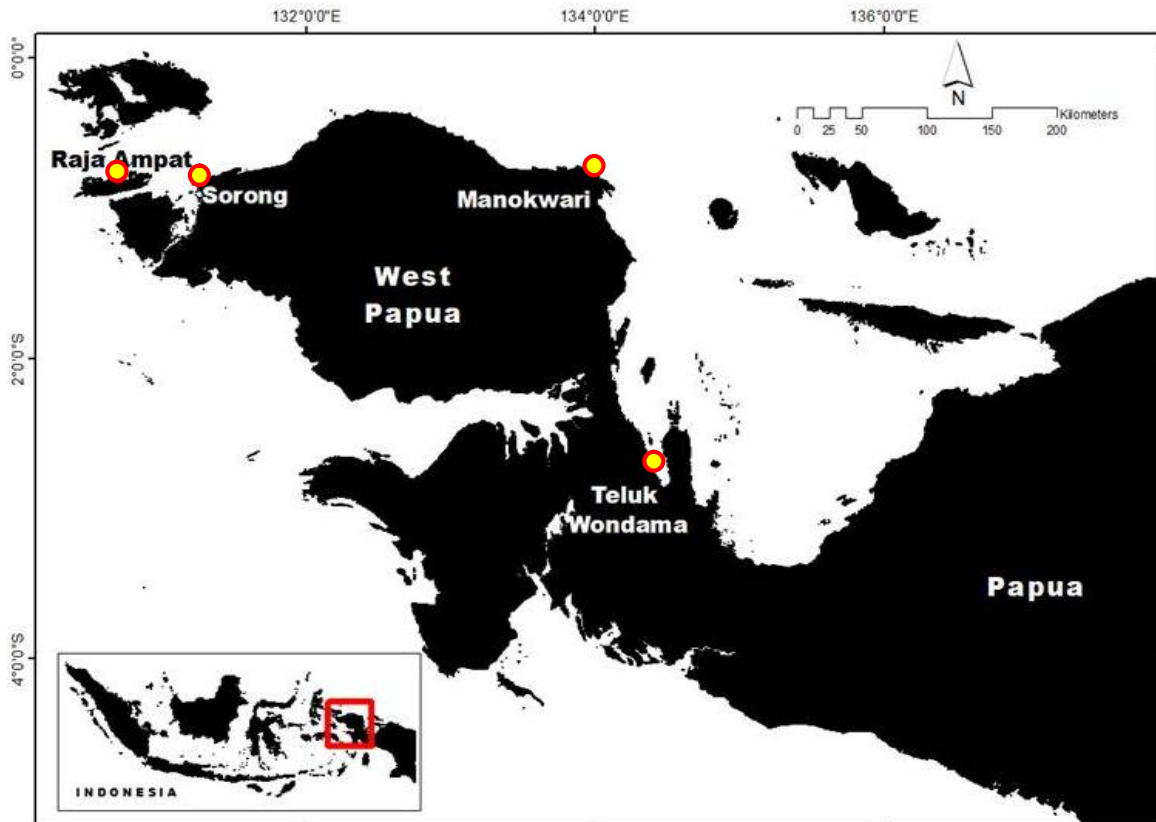 132°0'0"E
134°0'0"E
136°0'0"E
0°0'0"
2°0'0"S
4°0'0"S
N
Kilometers
0 25 50 100 150 200
Raja Ampat
Sorong
Manokwari
West
Papua
Teluk
Wondama
Papua
INDONESIA